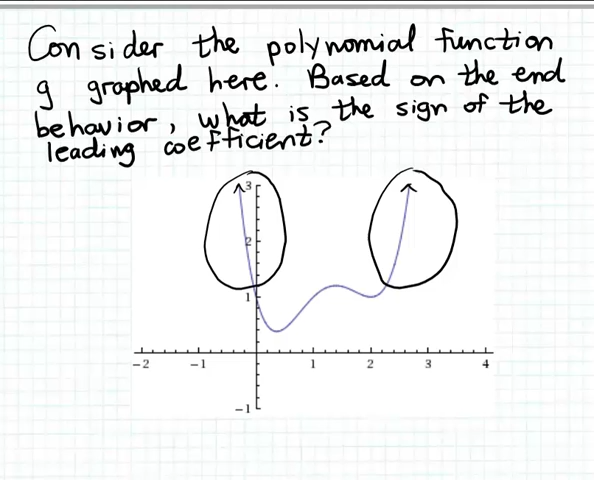 Consider the polynomial function
g graphed here. Based on the end
behavior, what is the sign of the
leading coefficient?
3
2
1
-2 -1 0 1 2 3 4
-1